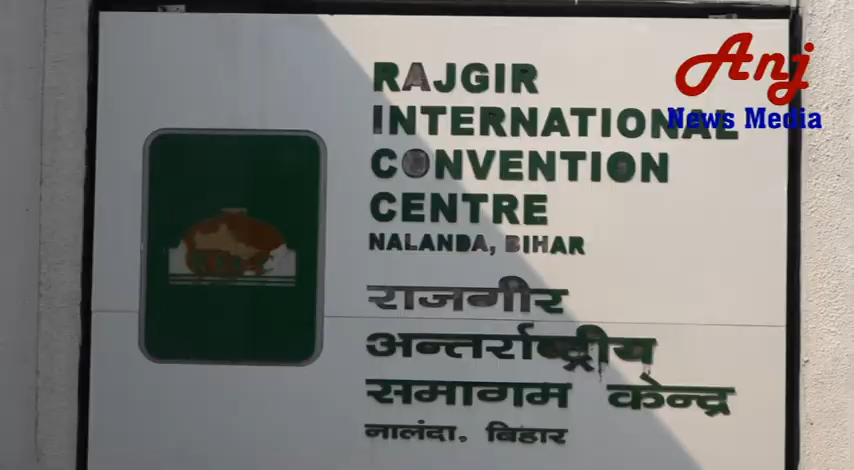 RAJGIR
INTERNATIONAL
CONVENTION
CENTRE
NALANDA, BIHAR
राजगीर
अन्तर्राष्ट्रीय
समागम केन्द्र
नालंदा. बिहार
Anj
News Media